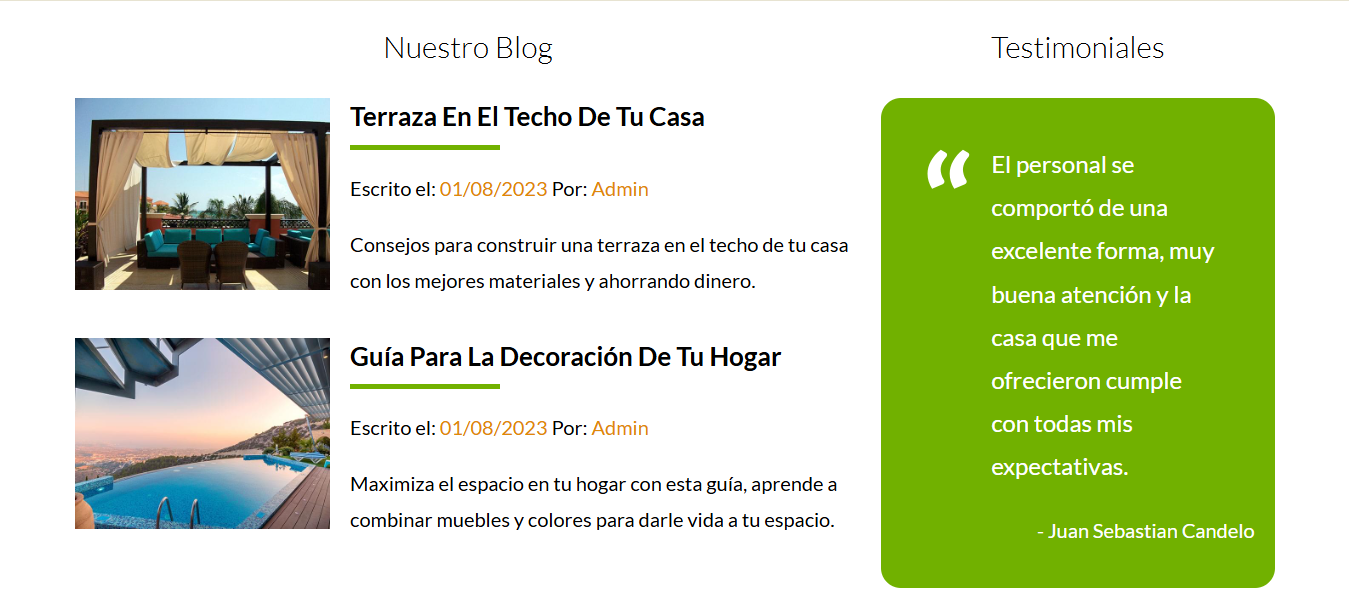 Nuestro Blog
Terraza En El Techo De Tu Casa
Escrito el: 01/08/2023 Por: Admin
Consejos para construir una terraza en el techo de tu casa
con los mejores materiales y ahorrando dinero.
Guía Para La Decoración De Tu Hogar
Escrito el: 01/08/2023 Por: Admin
Maximiza el espacio en tu hogar con esta guía, aprende a
combinar muebles y colores para darle vida a tu espacio.
Testimoniales
“
El personal se
comportó de una
excelente forma, muy
buena atención y la
casa que me
ofrecieron cumple
con todas mis
expectativas.
- Juan Sebastian Candelo